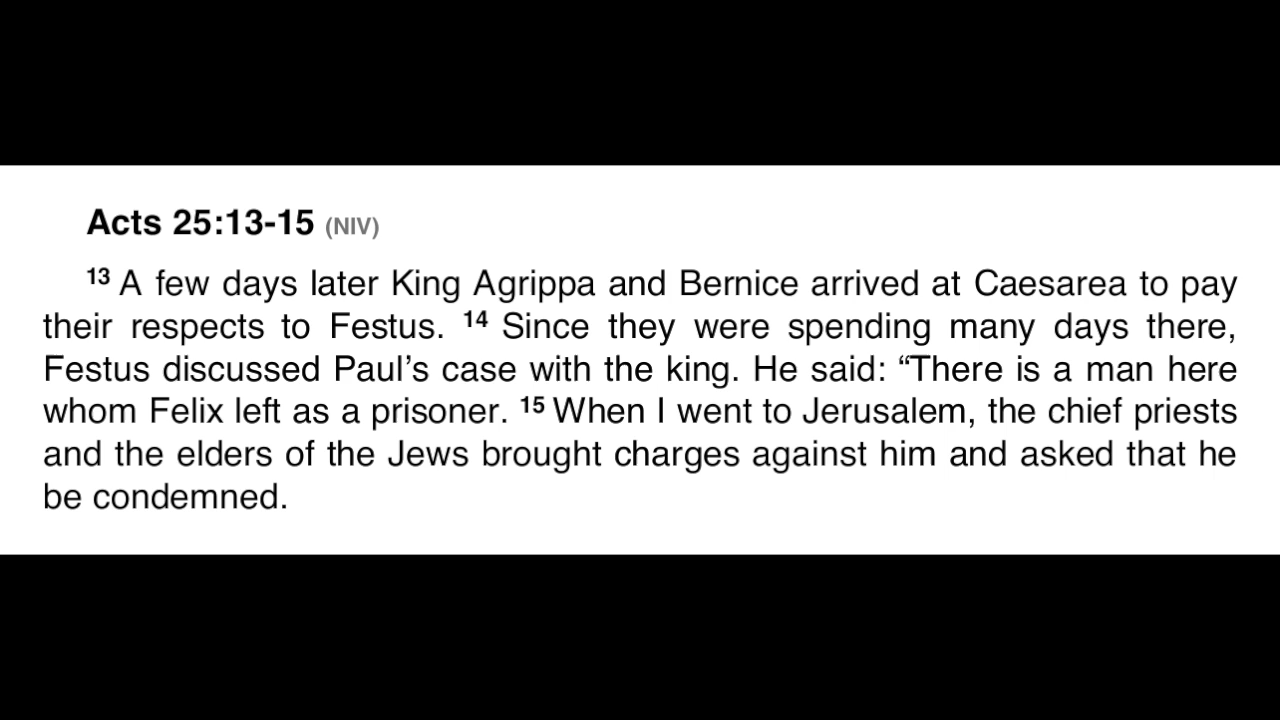 Acts 25:13-15 (NIV)
13 A few days later King Agrippa and Bernice arrived at Caesarea to pay
their respects to Festus. 14 Since they were spending many days there,
Festus discussed Paul’s case with the king. He said: “There is a man here
whom Felix left as a prisoner. 15 When I went to Jerusalem, the chief priests
and the elders of the Jews brought charges against him and asked that he
be condemned.